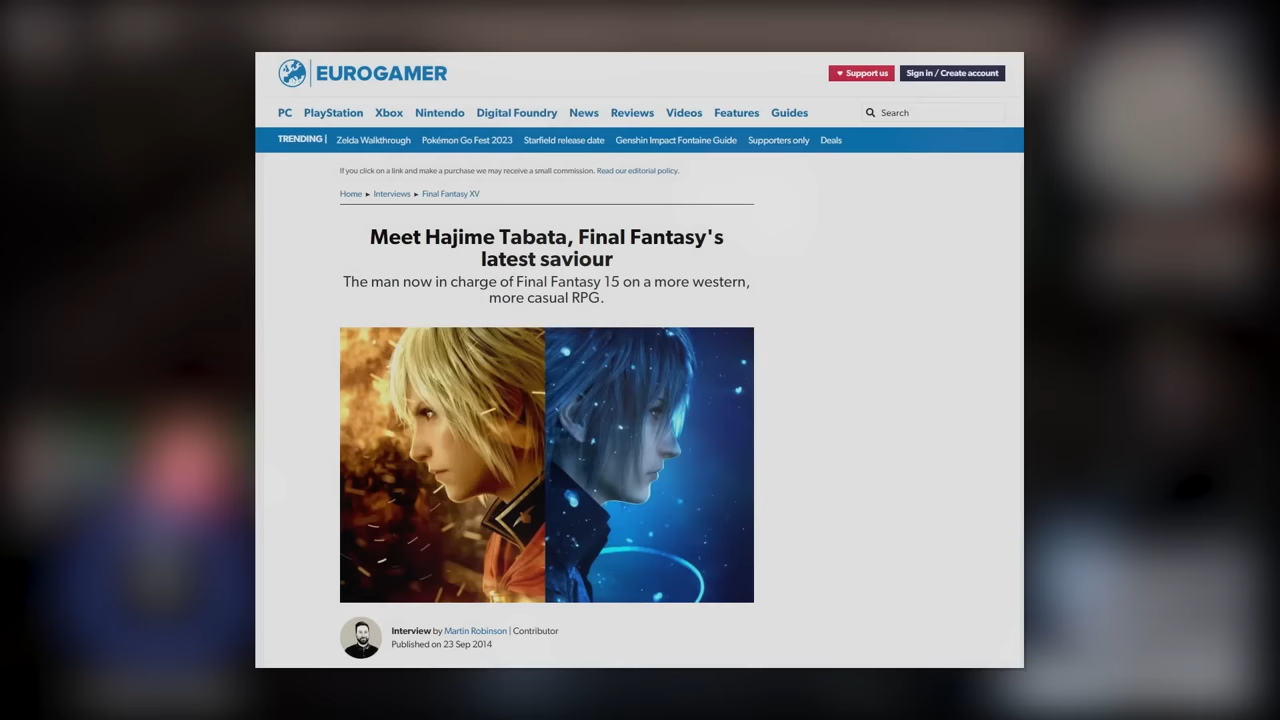 EUROGAMER
Support us
Sign in / Create account
PC PlayStation Xbox Nintendo Digital Foundry News Reviews Videos Features Guides
Search
TRENDING | Zelda Walkthrough Pokémon Go Fest 2023 Starfield release date Genshin Impact Fontaine Guide Supporters only Deals
If you click on a link and make a purchase we may receive a small commission. Read our editorial policy.
Home ▸ Interviews ▸ Final Fantasy XV
Meet Hajime Tabata, Final Fantasy's
latest saviour
The man now in charge of Final Fantasy 15 on a more western,
more casual RPG.
Interview by Martin Robinson | Contributor
Published on 23 Sep 2014